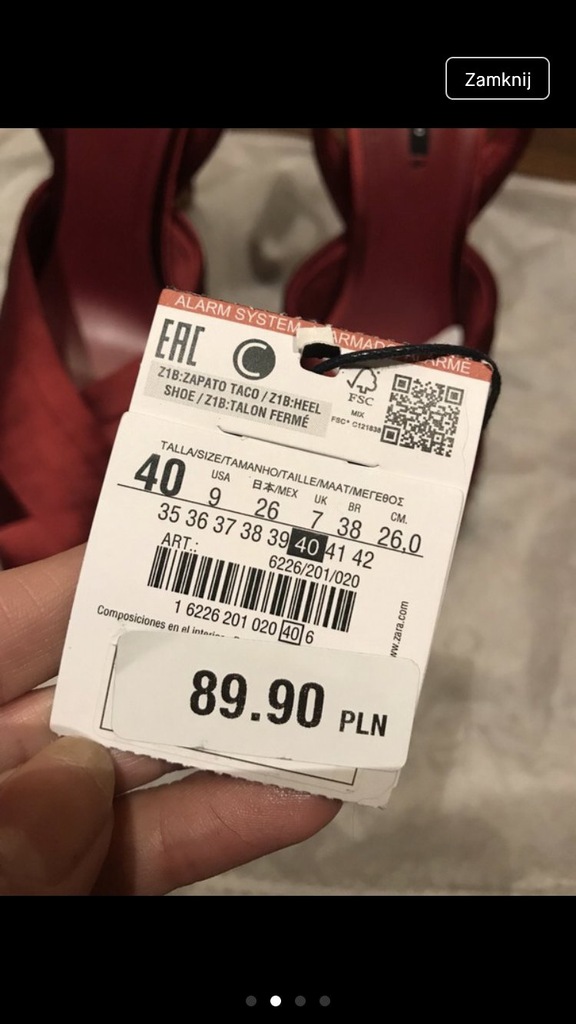 Zamknij
ALARM SYSTEM ARMADO ALARME
EAC
C
Z1B:ZAPATO TACO / Z1B:HEEL
SHOE / Z1B:TALON FERMÉ
FSC
MIX
FSC® C121838
TALLA/SIZE/TAMANHO/TAILLE/MAAT/ΜΕΓΕΘΟΣ
USA 日本/MEX UK BR CM.
40 9 26 7 38 26,0
35 36 37 38 39 40 41 42
ART.: 6226/201/020
1 6226 201 020 40 6
Composiciones en el interior
www.zara.com
89.90 PLN